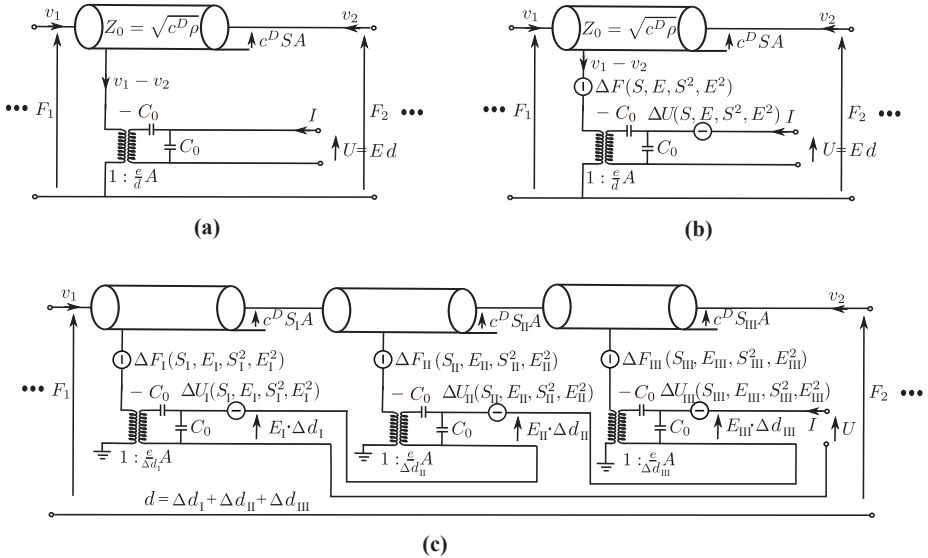 v₁
Z₀ = √(c^D ρ)
v₂
c^D SA
v₁ − v₂
••• F₁
− C₀
I
C₀
U = E d
F₂ •••
1 : e/d A
(a)
v₁
Z₀ = √(c^D ρ)
v₂
c^D SA
v₁ − v₂
ΔF(S, E, S², E²)
••• F₁
− C₀
ΔU(S, E, S², E²)
I
C₀
U = E d
F₂ •••
1 : e/d A
(b)
v₁
c^D S_I A
c^D S_II A
c^D S_III A
v₂
ΔF_I(S_I, E_I, S_I², E_I²)
ΔF_II(S_II, E_II, S_II², E_II²)
ΔF_III(S_III, E_III, S_III², E_III²)
••• F₁
− C₀ ΔU_I(S_I, E_I, S_I², E_I²)
− C₀ ΔU_II(S_II, E_II, S_II², E_II²)
− C₀ ΔU_III(S_III, E_III, S_III², E_III²)
F₂ •••
C₀
E_I · Δd_I
C₀
E_II · Δd_II
C₀
E_III · Δd_III
I
U
1 : e/Δd_I A
1 : e/Δd_II A
1 : e/Δd_III A
d = Δd_I + Δd_II + Δd_III
(c)